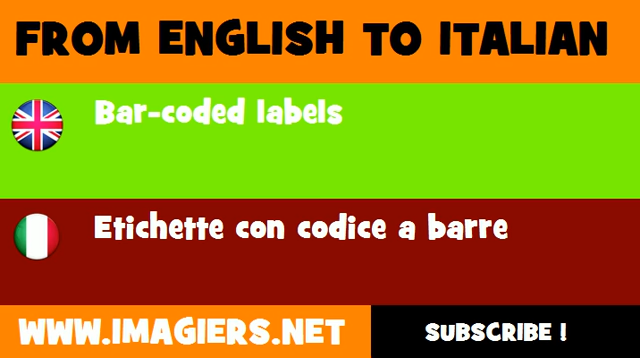 FROM ENGLISH TO ITALIAN
Bar-coded labels
Etichette con codice a barre
WWW.IMAGIERS.NET
SUBSCRIBE !